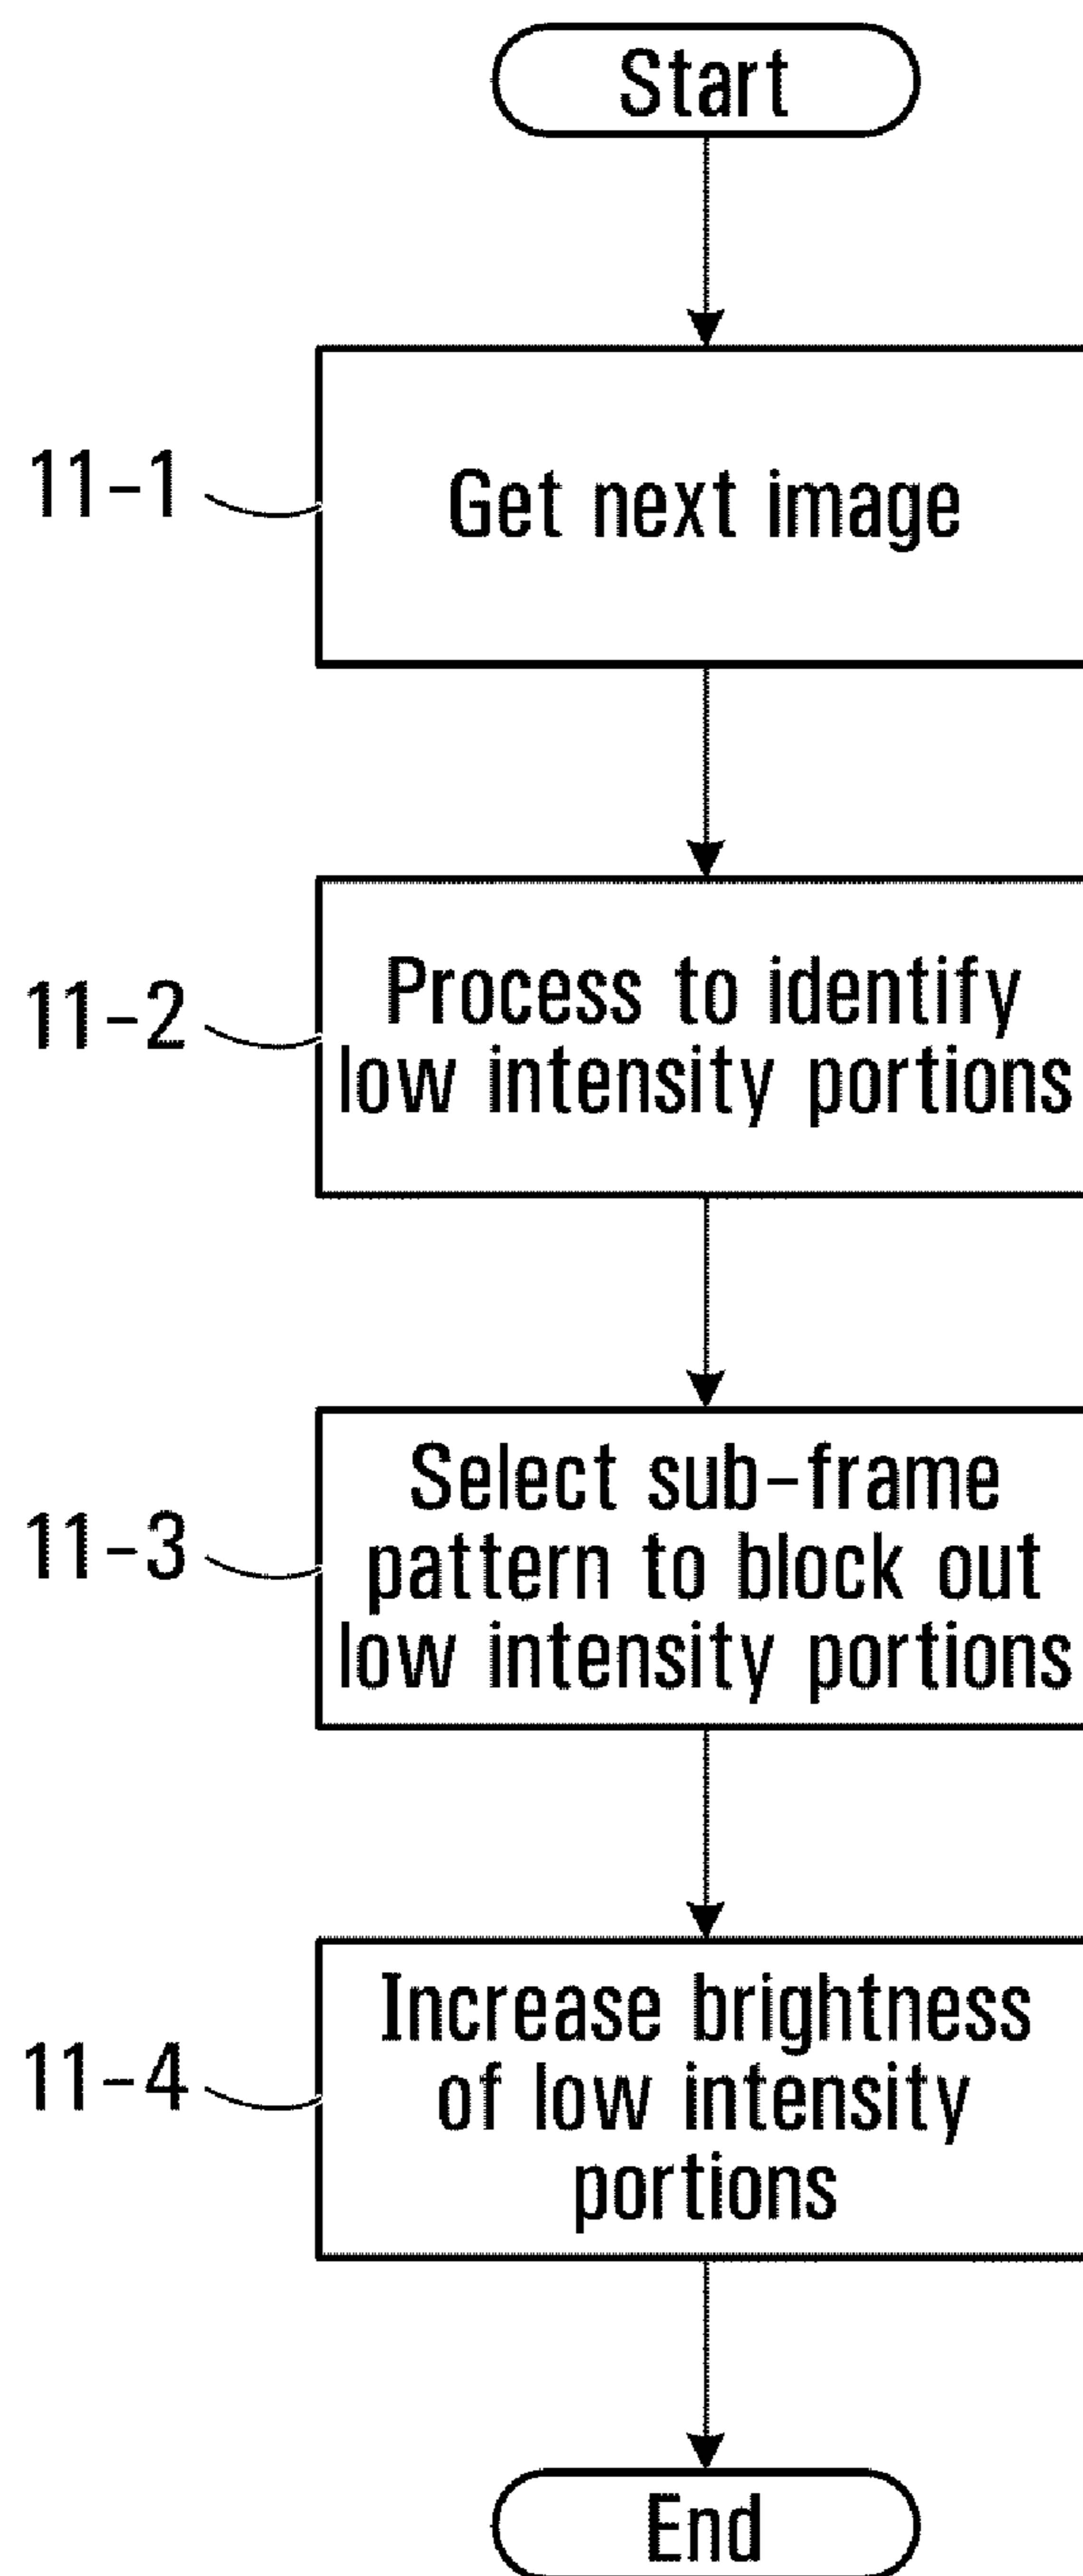 Start
11-1
Get next image
11-2
Process to identify
low intensity portions
11-3
Select sub-frame
pattern to block out
low intensity portions
11-4
Increase brightness
of low intensity
portions
End